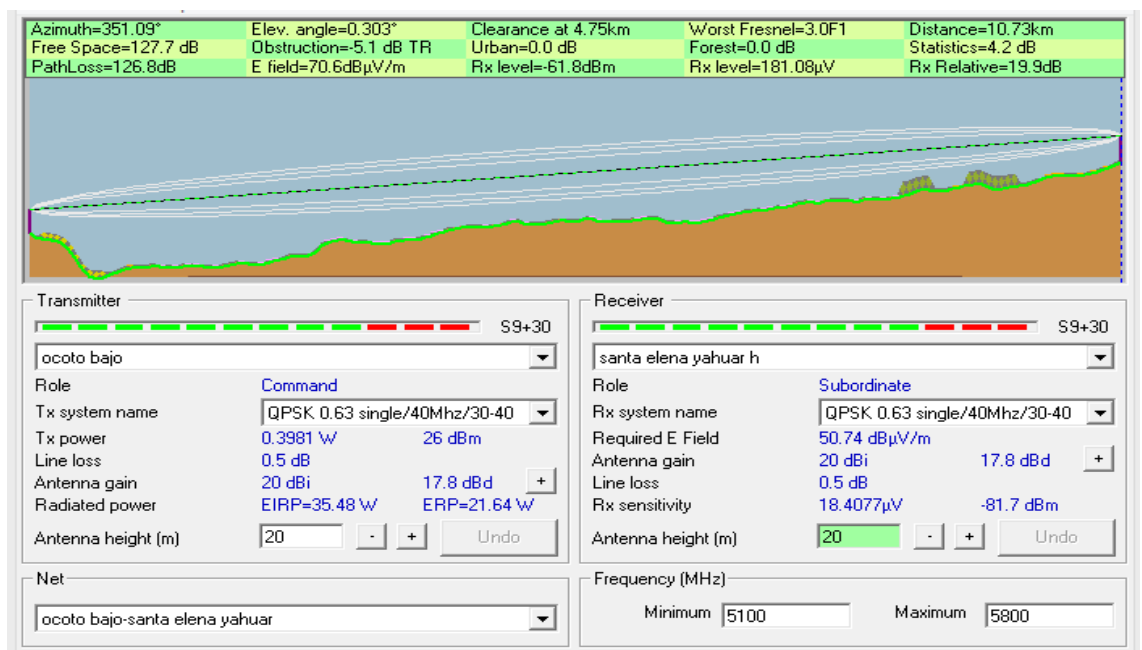 Azimuth=351.09° Elev. angle=0.303° Clearance at 4.75km Worst Fresnel=3.0F1 Distance=10.73km
Free Space=127.7 dB Obstruction=-5.1 dB TR Urban=0.0 dB Forest=0.0 dB Statistics=4.2 dB
PathLoss=126.8dB E field=70.6dBµV/m Rx level=-61.8dBm Rx level=181.08µV Rx Relative=19.9dB
Transmitter
S9+30
ocoto bajo
Role Command
Tx system name QPSK 0.63 single/40Mhz/30-40
Tx power 0.3981 W 26 dBm
Line loss 0.5 dB
Antenna gain 20 dBi 17.8 dBd +
Radiated power EIRP=35.48 W ERP=21.64 W
Antenna height (m) 20 - + Undo
Receiver
S9+30
santa elena yahuar h
Role Subordinate
Rx system name QPSK 0.63 single/40Mhz/30-40
Required E Field 50.74 dBµV/m
Antenna gain 20 dBi 17.8 dBd +
Line loss 0.5 dB
Rx sensitivity 18.4077µV -81.7 dBm
Antenna height (m) 20 - + Undo
Net
ocoto bajo-santa elena yahuar
Frequency (MHz)
Minimum 5100 Maximum 5800